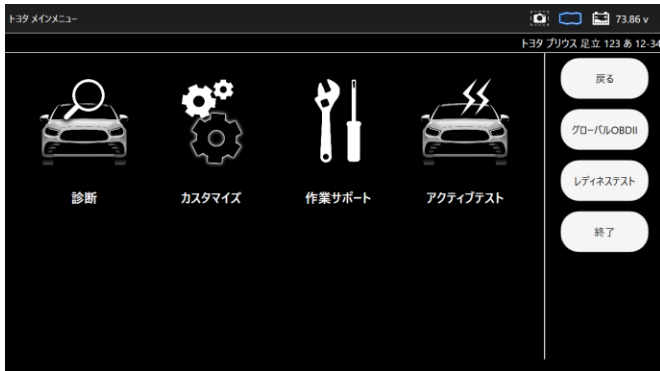 トヨタ メインメニュー
73.86 v
トヨタ プリウス 足立 123 あ 12-34
診断
カスタマイズ
作業サポート
アクティブテスト
戻る
グローバルOBDII
レディネステスト
終了